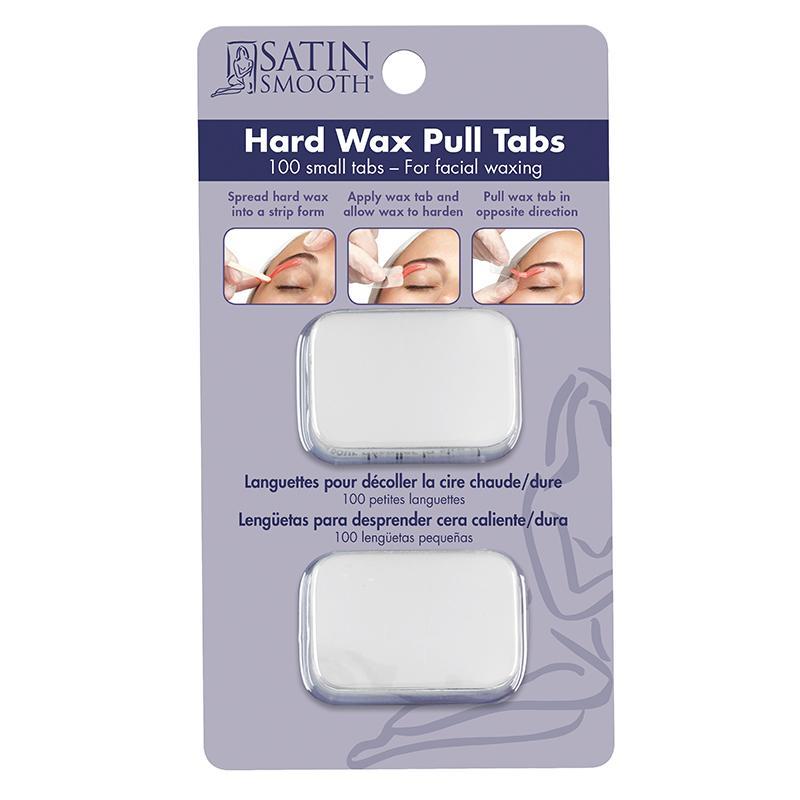 SATIN
SMOOTH®
Hard Wax Pull Tabs
100 small tabs – For facial waxing
Spread hard wax
into a strip form
Apply wax tab and
allow wax to harden
Pull wax tab in
opposite direction
Languettes pour décoller la cire chaude/dure
100 petites languettes
Lengüetas para desprender cera caliente/dura
100 lengüetas pequeñas